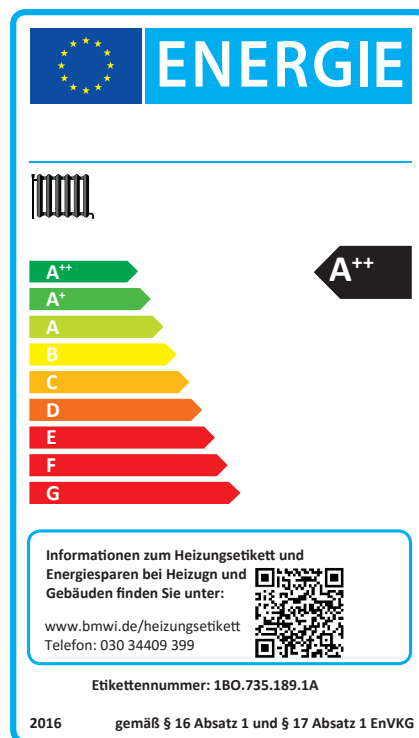 ENERGIE
A++
A++
A+
A
B
C
D
E
F
G
Informationen zum Heizungsetikett und
Energiesparen bei Heizugn und
Gebäuden finden Sie unter:
www.bmwi.de/heizungsetikett
Telefon: 030 34409 399
Etikettennummer: 1BO.735.189.1A
2016 gemäß § 16 Absatz 1 und § 17 Absatz 1 EnVKG